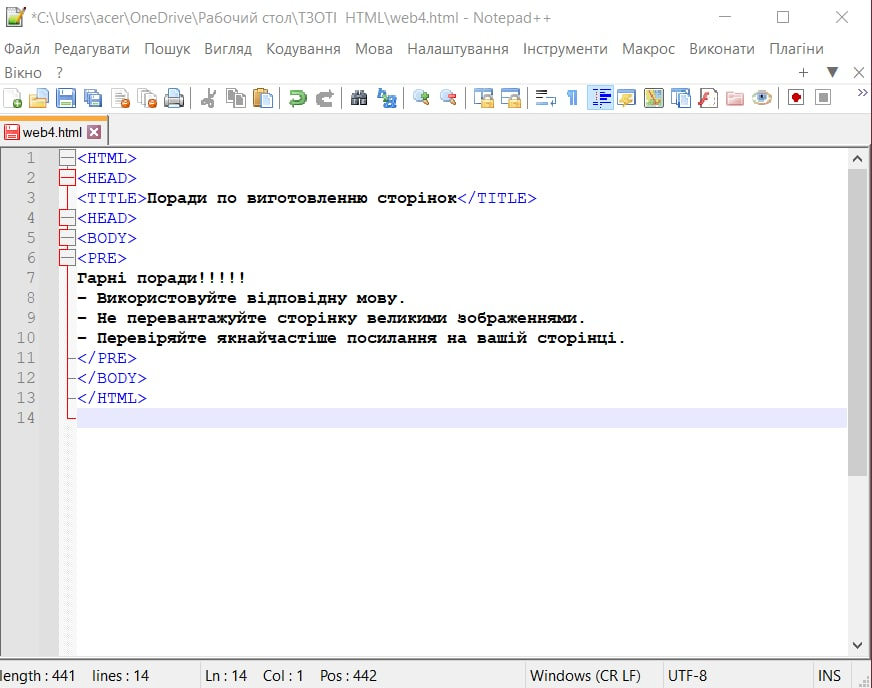 *C:\Users\acer\OneDrive\Рабочий стол\ТЗОТІ  HTML\web4.html - Notepad++
Файл Редагувати Пошук Вигляд Кодування Мова Налаштування Інструменти Макрос Виконати Плагіни
Вікно ?
web4.html
1 <HTML>
2 <HEAD>
3 <TITLE>Поради по виготовленню сторінок</TITLE>
4 <HEAD>
5 <BODY>
6 <PRE>
7 Гарні поради!!!!!
8 - Використовуйте відповідну мову.
9 - Не перевантажуйте сторінку великими зображеннями.
10 - Перевіряйте якнайчастіше посилання на вашій сторінці.
11 </PRE>
12 </BODY>
13 </HTML>
14
length : 441 lines : 14 Ln : 14 Col : 1 Pos : 442 Windows (CR LF) UTF-8 INS